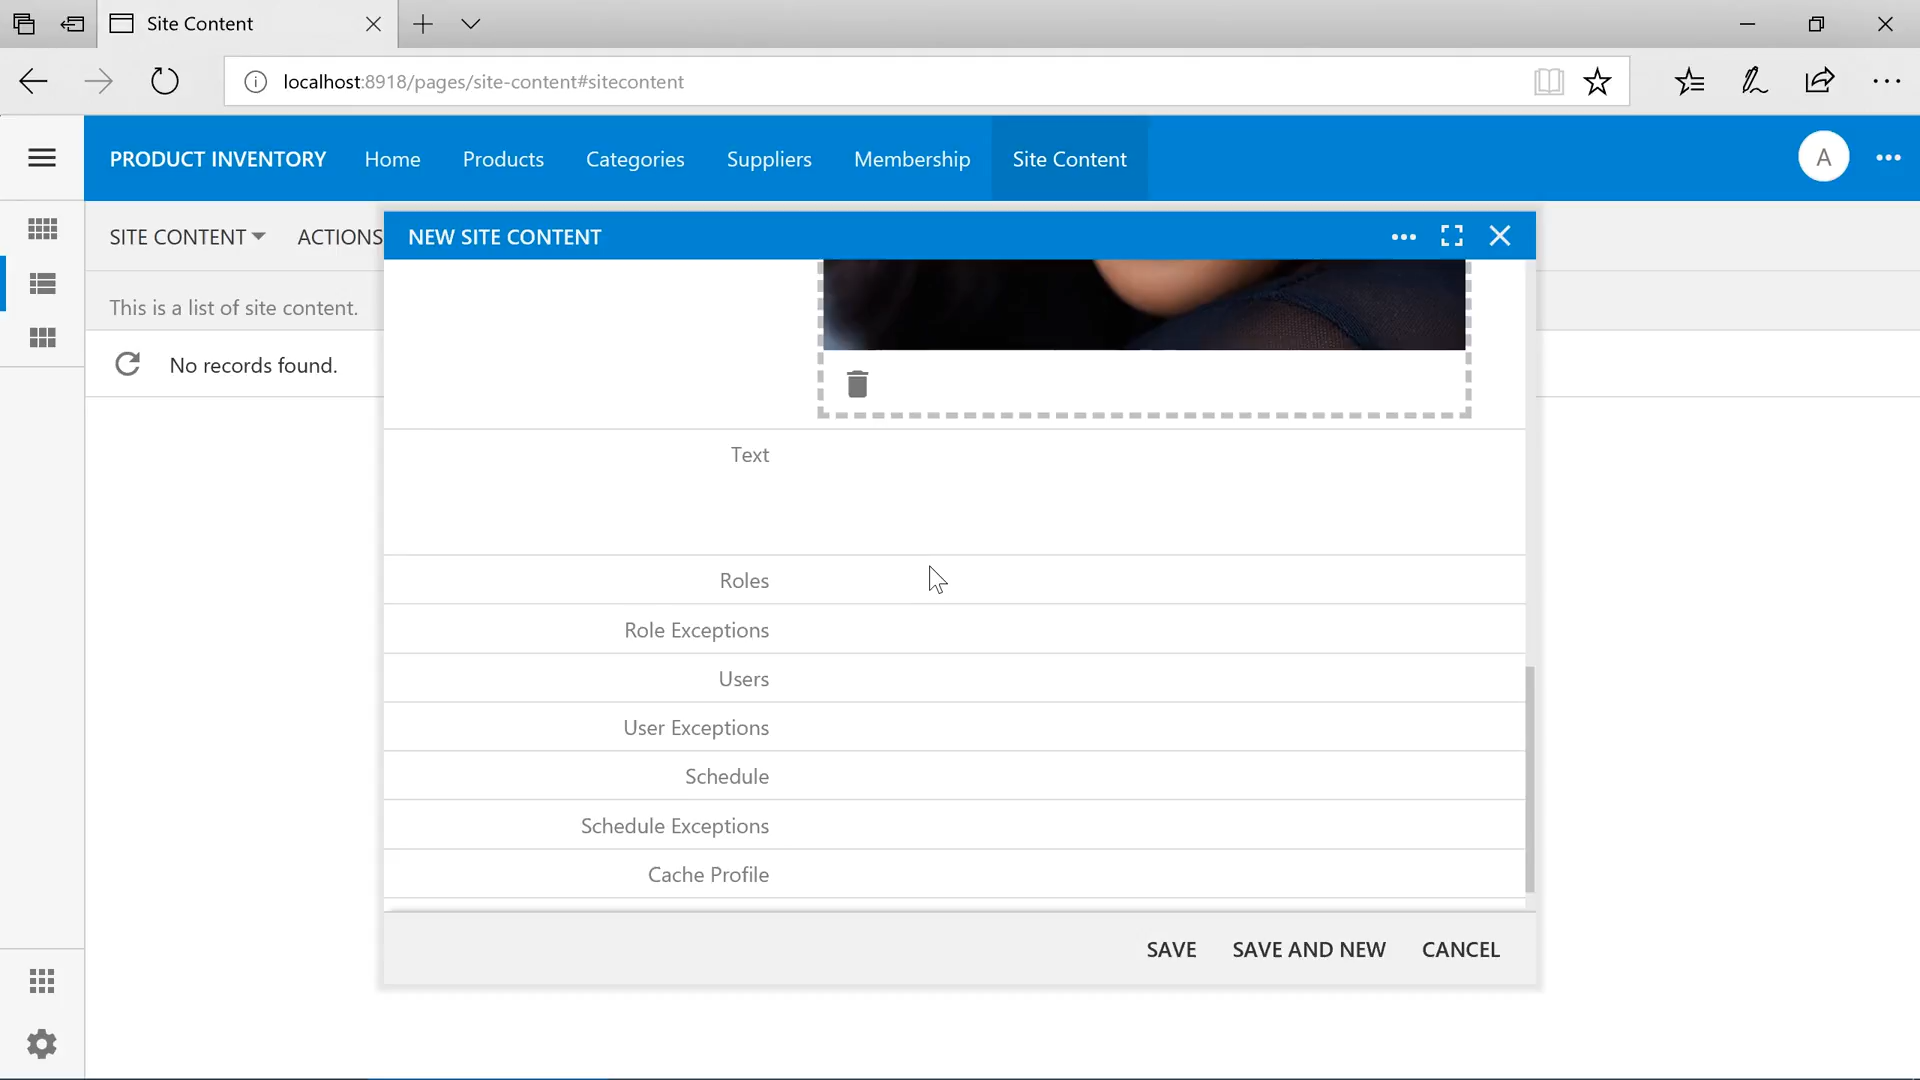 Site Content
localhost:8918/pages/site-content#sitecontent
PRODUCT INVENTORY Home Products Categories Suppliers Membership Site Content A
SITE CONTENT ACTIONS
NEW SITE CONTENT
This is a list of site content.
No records found.
Text
Roles
Role Exceptions
Users
User Exceptions
Schedule
Schedule Exceptions
Cache Profile
SAVE SAVE AND NEW CANCEL